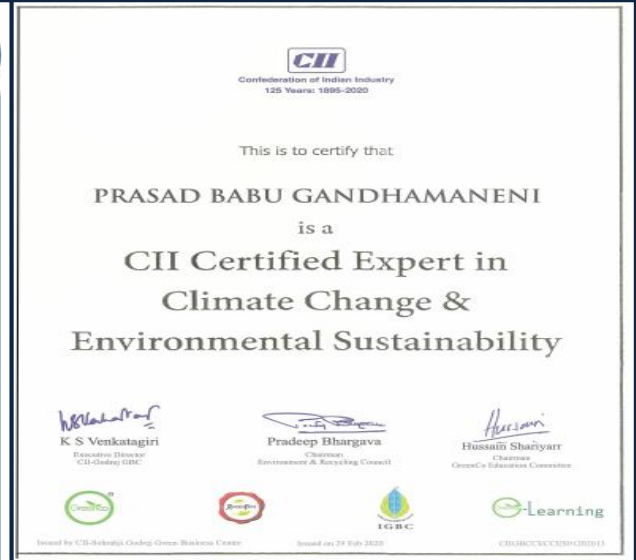 CII
Confederation of Indian Industry
125 Years: 1895-2020
This is to certify that
PRASAD BABU GANDHAMANENI
is a
CII Certified Expert in
Climate Change &
Environmental Sustainability
K S Venkatagiri
Executive Director
CII-Godrej GBC
Pradeep Bhargava
Chairman
Environment & Recycling Council
Hussain Shariyarr
Chairman
GreenCo Education Committee
GreenCo
IGBC
e-Learning
Issued by CII-Sohrabji Godrej Green Business Centre
Issued on 29 Feb 2020